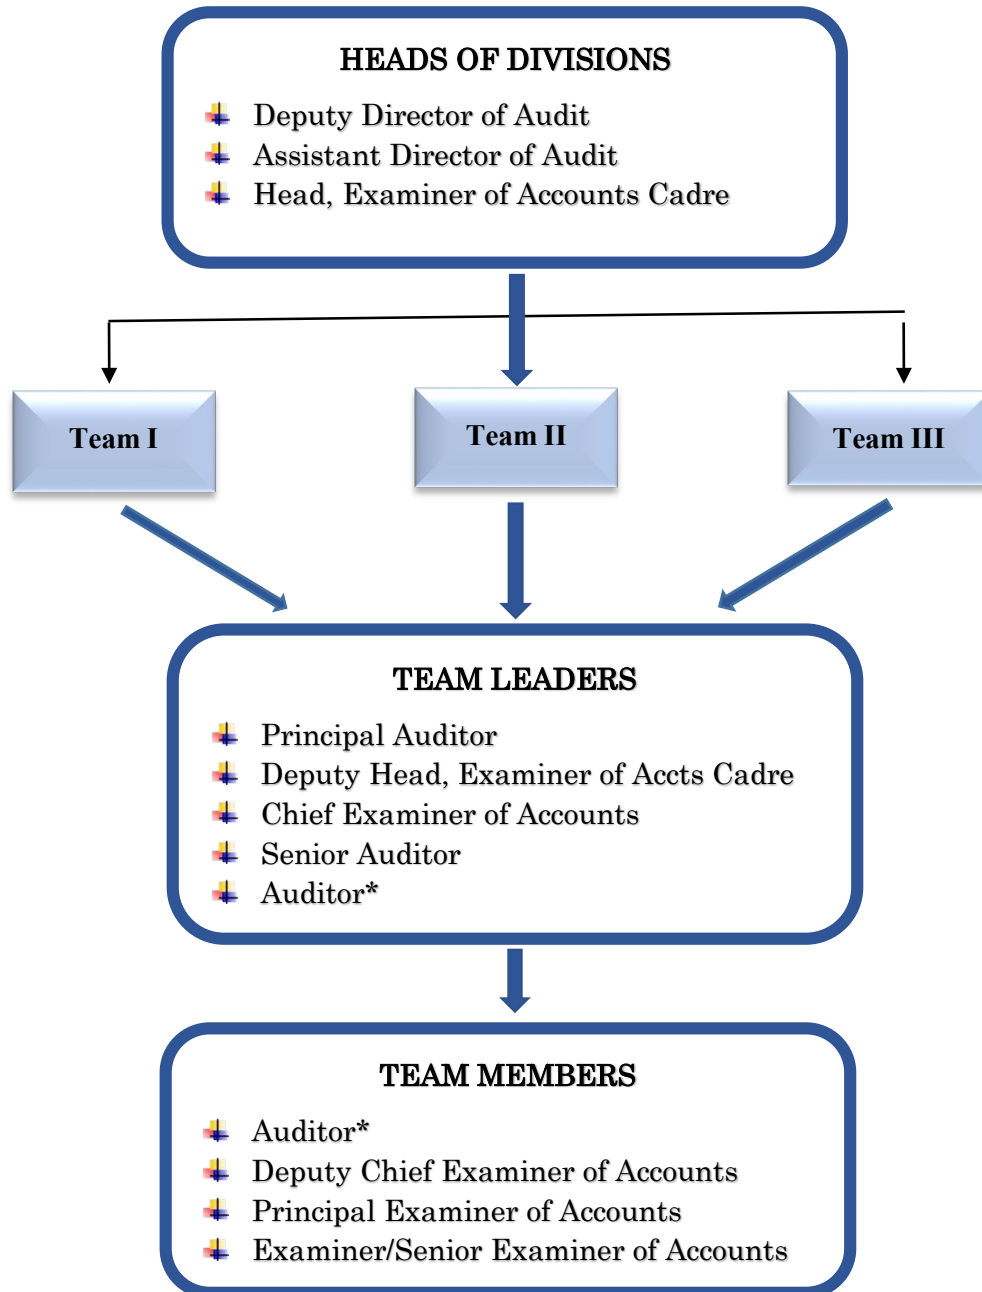 HEADS OF DIVISIONS
Deputy Director of Audit
Assistant Director of Audit
Head, Examiner of Accounts Cadre
Team I
Team II
Team III
TEAM LEADERS
Principal Auditor
Deputy Head, Examiner of Accts Cadre
Chief Examiner of Accounts
Senior Auditor
Auditor*
TEAM MEMBERS
Auditor*
Deputy Chief Examiner of Accounts
Principal Examiner of Accounts
Examiner/Senior Examiner of Accounts